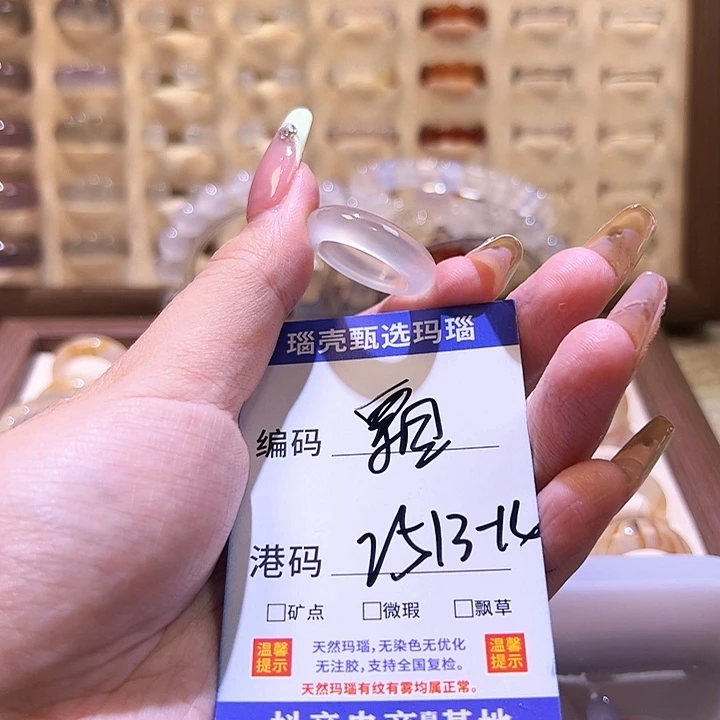 瑙壳甄选玛瑙
编码
港码 2513-14
□矿点 □微瑕 □飘草
温馨提示
天然玛瑙，无染色无优化
无注胶，支持全国复检。
天然玛瑙有纹有雾均属正常。
温馨提示